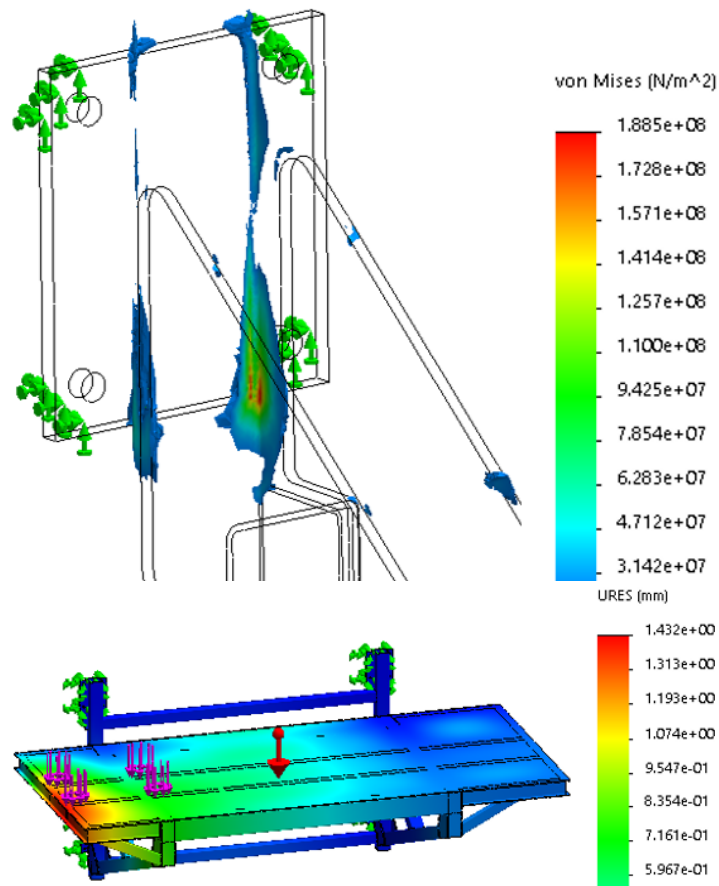 von Mises (N/m^2)
1.885e+08
1.728e+08
1.571e+08
1.414e+08
1.257e+08
1.100e+08
9.425e+07
7.854e+07
6.283e+07
4.712e+07
3.142e+07
URES (mm)
1.432e+00
1.313e+00
1.193e+00
1.074e+00
9.547e-01
8.354e-01
7.161e-01
5.967e-01